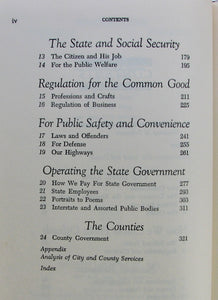 iv CONTENTS
The State and Social Security
13 The Citizen and His Job 179
14 For the Public Welfare 195
Regulation for the Common Good
15 Professions and Crafts 211
16 Regulation of Business 225
For Public Safety and Convenience
17 Laws and Offenders 241
18 For Defense 255
19 Our Highways 261
Operating the State Government
20 How We Pay For State Government 277
21 State Employees 293
22 Portraits to Poems 303
23 Interstate and Assorted Public Bodies 311
The Counties
24 County Government 321
Appendix
Analysis of City and County Services
Index